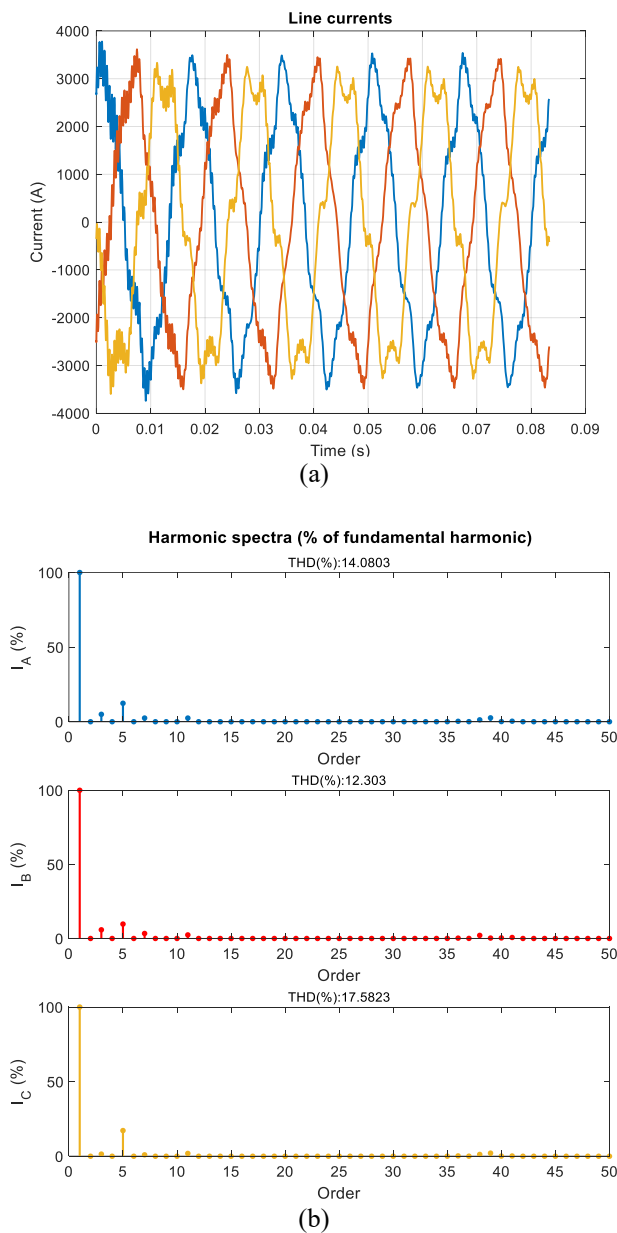 Line currents
4000
3000
2000
1000
0
-1000
-2000
-3000
-4000
Current (A)
0 0.01 0.02 0.03 0.04 0.05 0.06 0.07 0.08 0.09
Time (s)
(a)
Harmonic spectra (% of fundamental harmonic)
THD(%):14.0803
100
50
0
I_A (%)
0 5 10 15 20 25 30 35 40 45 50
Order
THD(%):12.303
100
50
0
I_B (%)
0 5 10 15 20 25 30 35 40 45 50
Order
THD(%):17.5823
100
50
0
I_C (%)
0 5 10 15 20 25 30 35 40 45 50
Order
(b)